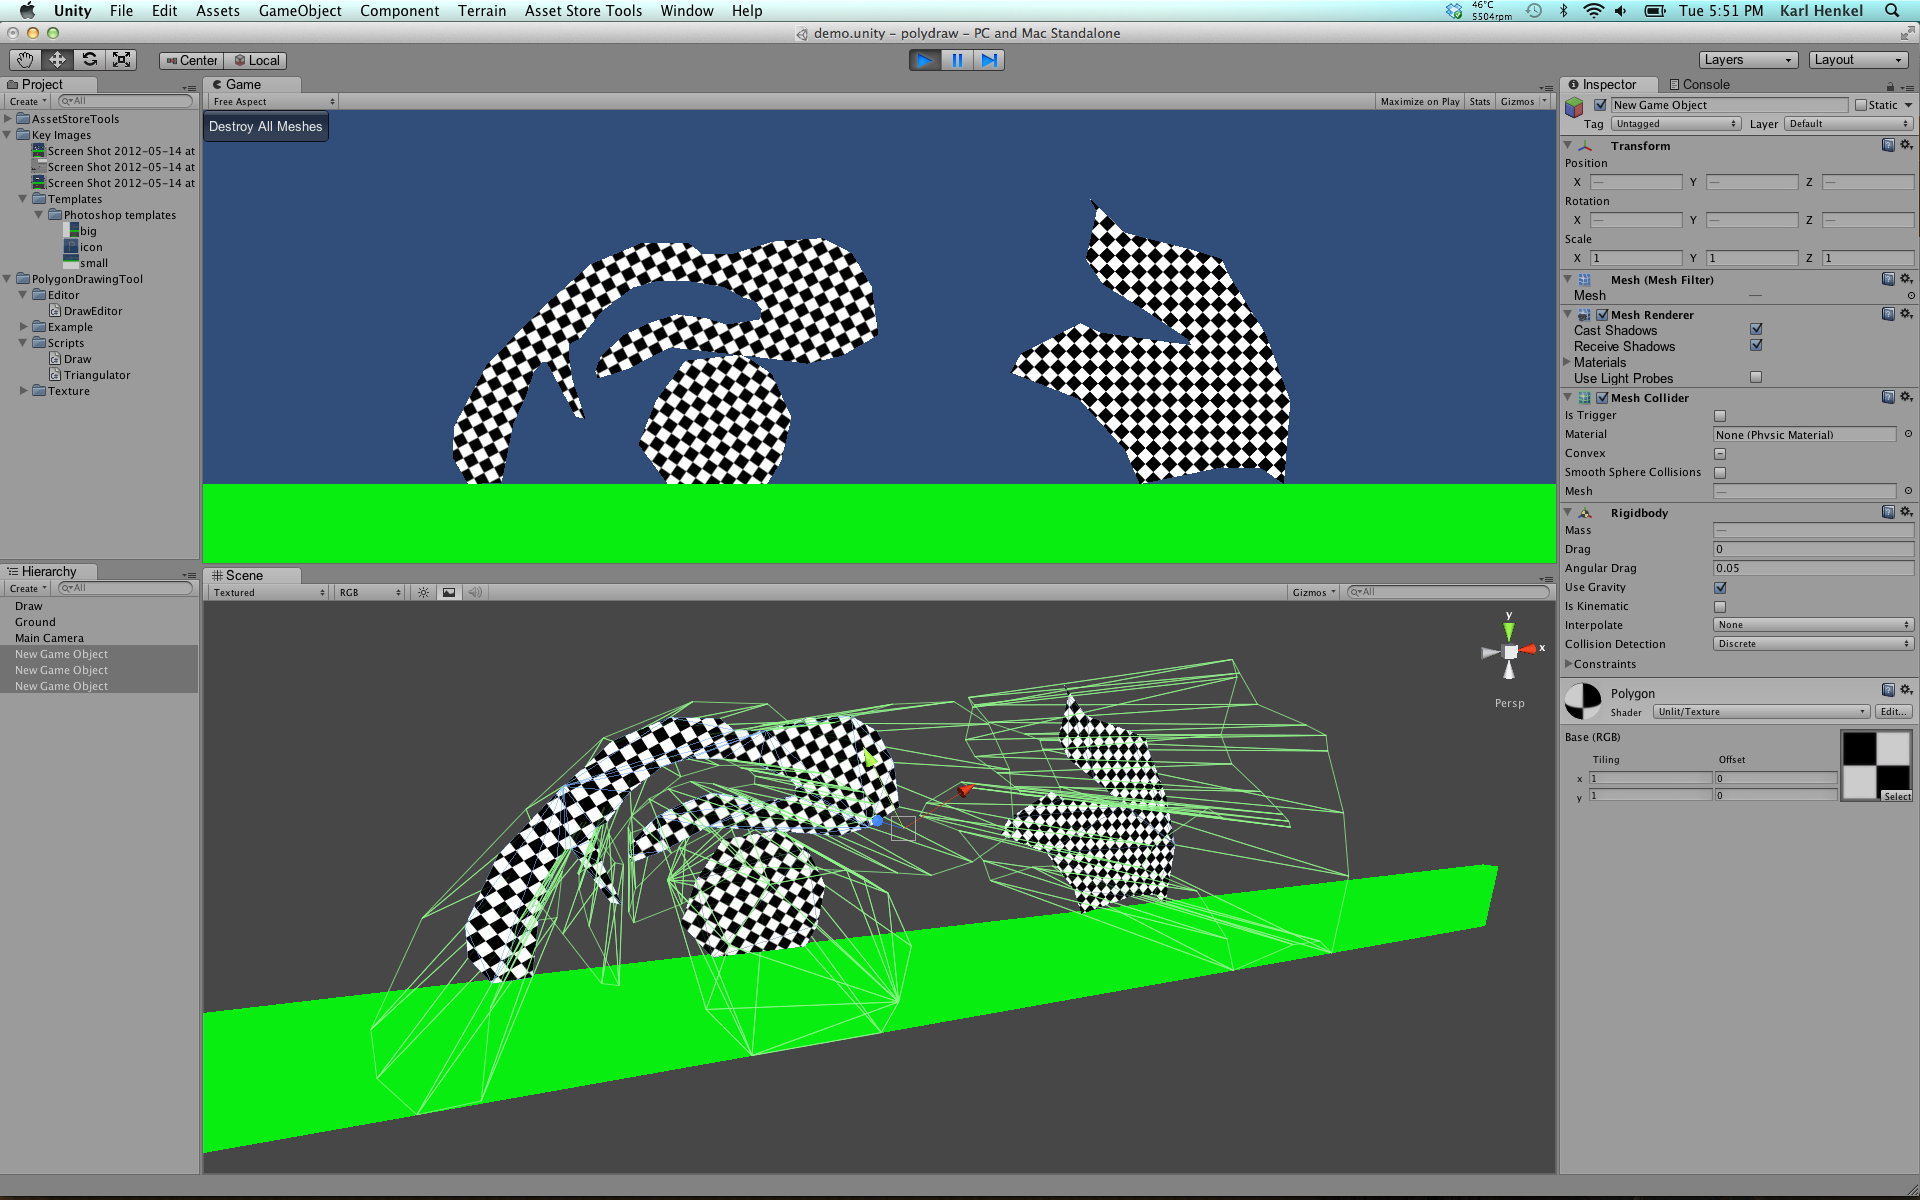 Unity File Edit Assets GameObject Component Terrain Asset Store Tools Window Help
46°C
5504rpm
Tue 5:51 PM Karl Henkel
demo.unity - polydraw - PC and Mac Standalone
Center Local
Layers Layout
Project
Create All
AssetStoreTools
Key Images
Screen Shot 2012-05-14 at
Screen Shot 2012-05-14 at
Screen Shot 2012-05-14 at
Templates
Photoshop templates
big
icon
small
PolygonDrawingTool
Editor
DrawEditor
Example
Scripts
Draw
Triangulator
Texture
Hierarchy
Create All
Draw
Ground
Main Camera
New Game Object
New Game Object
New Game Object
Game
Free Aspect Maximize on Play Stats Gizmos
Destroy All Meshes
Scene
Textured RGB Gizmos All
y
x
Persp
Inspector Console
New Game Object Static
Tag Untagged Layer Default
Transform
Position
X — Y — Z —
Rotation
X — Y — Z —
Scale
X 1 Y 1 Z 1
Mesh (Mesh Filter)
Mesh —
Mesh Renderer
Cast Shadows
Receive Shadows
Materials
Use Light Probes
Mesh Collider
Is Trigger
Material None (Physic Material)
Convex
Smooth Sphere Collisions
Mesh —
Rigidbody
Mass —
Drag 0
Angular Drag 0.05
Use Gravity
Is Kinematic
Interpolate None
Collision Detection Discrete
Constraints
Polygon
Shader Unlit/Texture Edit...
Base (RGB)
Tiling Offset
x 1 0
y 1 0
Select